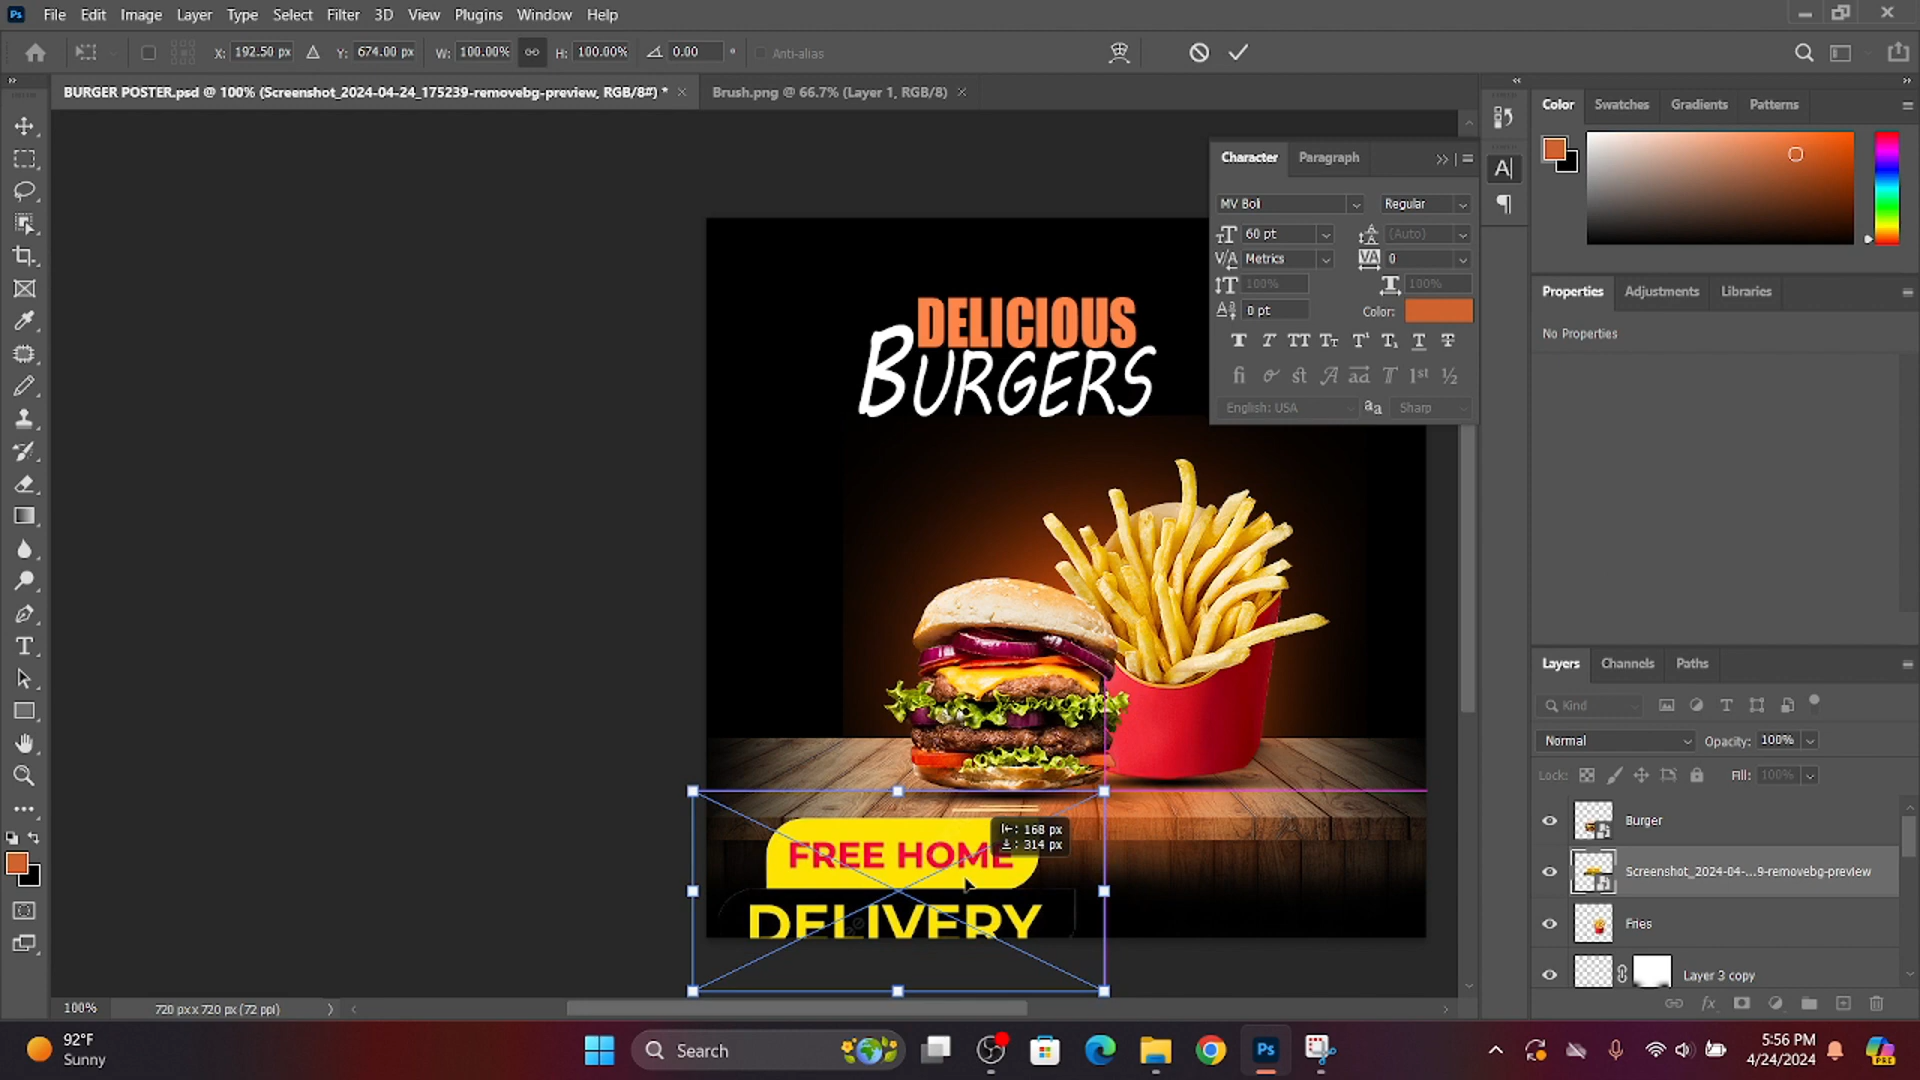 File Edit Image Layer Type Select Filter 3D View Plugins Window Help
X: 192.50 px Y: 674.00 px W: 100.00% H: 100.00% 0.00 ° Anti-alias
BURGER POSTER.psd @ 100% (Screenshot_2024-04-24_175239-removebg-preview, RGB/8#) *
Brush.png @ 66.7% (Layer 1, RGB/8)
Character Paragraph
MV Boli Regular
60 pt (Auto)
Metrics 0
100% 100%
0 pt Color:
English: USA Sharp
Color Swatches Gradients Patterns
Properties Adjustments Libraries
No Properties
DELICIOUS
BURGERS
168 px
314 px
FREE HOME
DELIVERY
Layers Channels Paths
Kind
Normal Opacity: 100%
Lock: Fill: 100%
Burger
Screenshot_2024-04-...9-removebg-preview
Fries
Layer 3 copy
100% 720 px x 720 px (72 ppi)
92°F
Sunny
Search
5:56 PM
4/24/2024